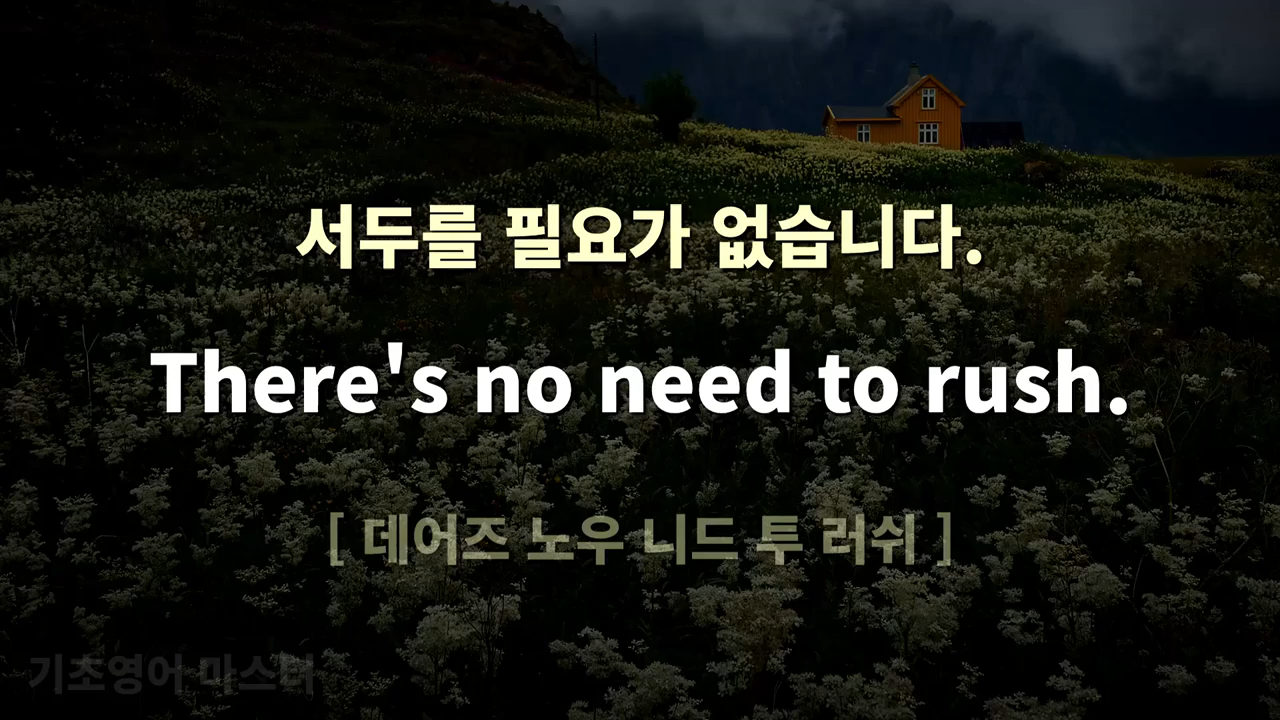 서두를 필요가 없습니다.
There's no need to rush.
[ 데어즈 노우 니드 투 러쉬 ]
기초영어 마스터